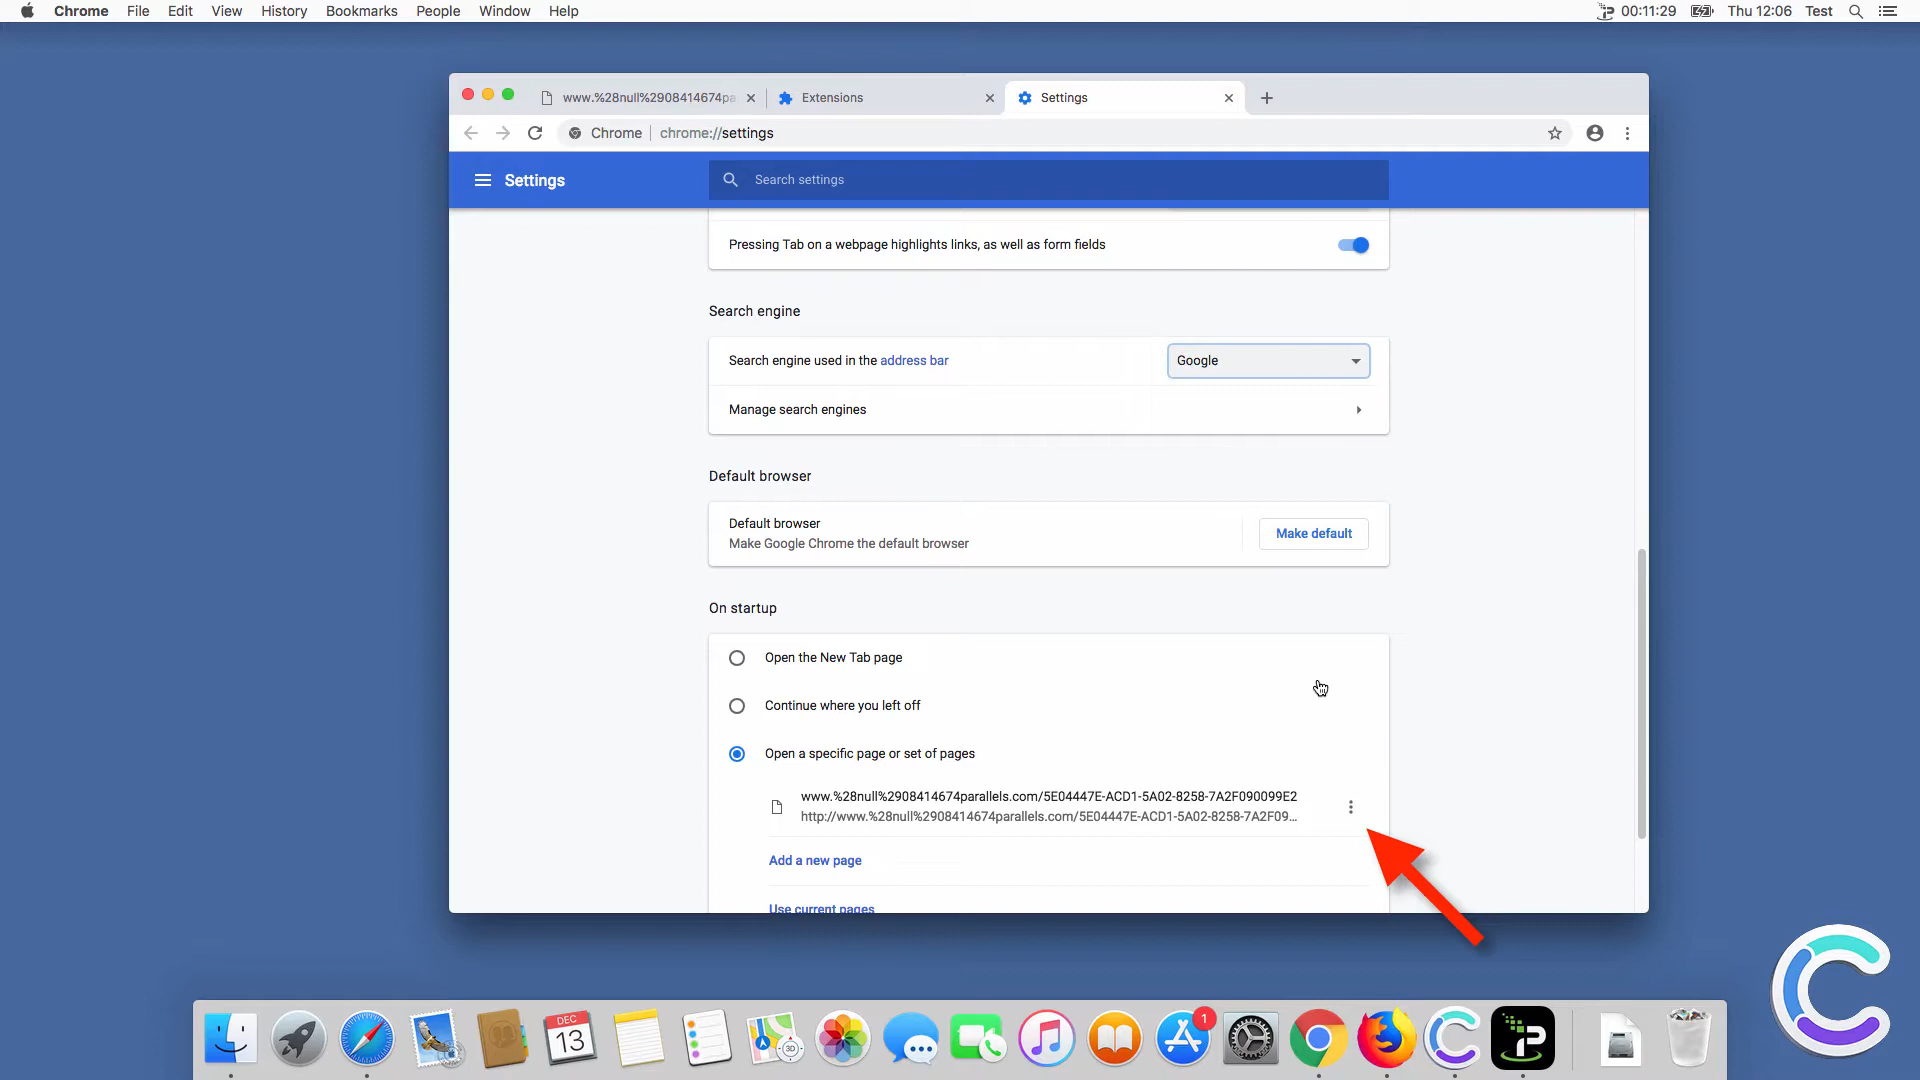 Chrome File Edit View History Bookmarks People Window Help 00:11:29 Thu 12:06 Test
www.%28null%2908414674pa Extensions Settings
Chrome chrome://settings
Settings Search settings
Pressing Tab on a webpage highlights links, as well as form fields
Search engine
Search engine used in the address bar Google
Manage search engines
Default browser
Default browser
Make Google Chrome the default browser
Make default
On startup
Open the New Tab page
Continue where you left off
Open a specific page or set of pages
www.%28null%2908414674parallels.com/5E04447E-ACD1-5A02-8258-7A2F090099E2
http://www.%28null%2908414674parallels.com/5E04447E-ACD1-5A02-8258-7A2F09...
Add a new page
Use current pages
DEC
13
3D
1